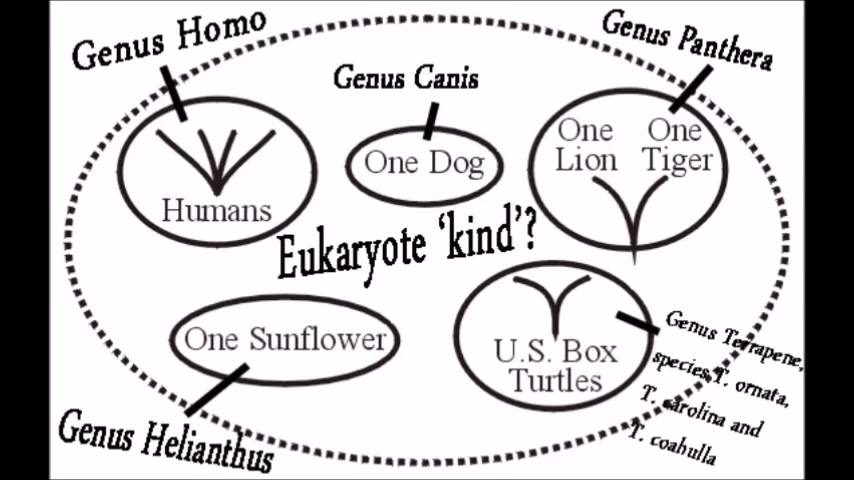 Genus Homo
Genus Canis
Genus Panthera
One One
Lion Tiger
One Dog
Humans
Eukaryote 'kind'?
One Sunflower
U.S. Box
Turtles
Genus Terrapene,
species T. ornata,
T. carolina and
T. coahulla
Genus Helianthus